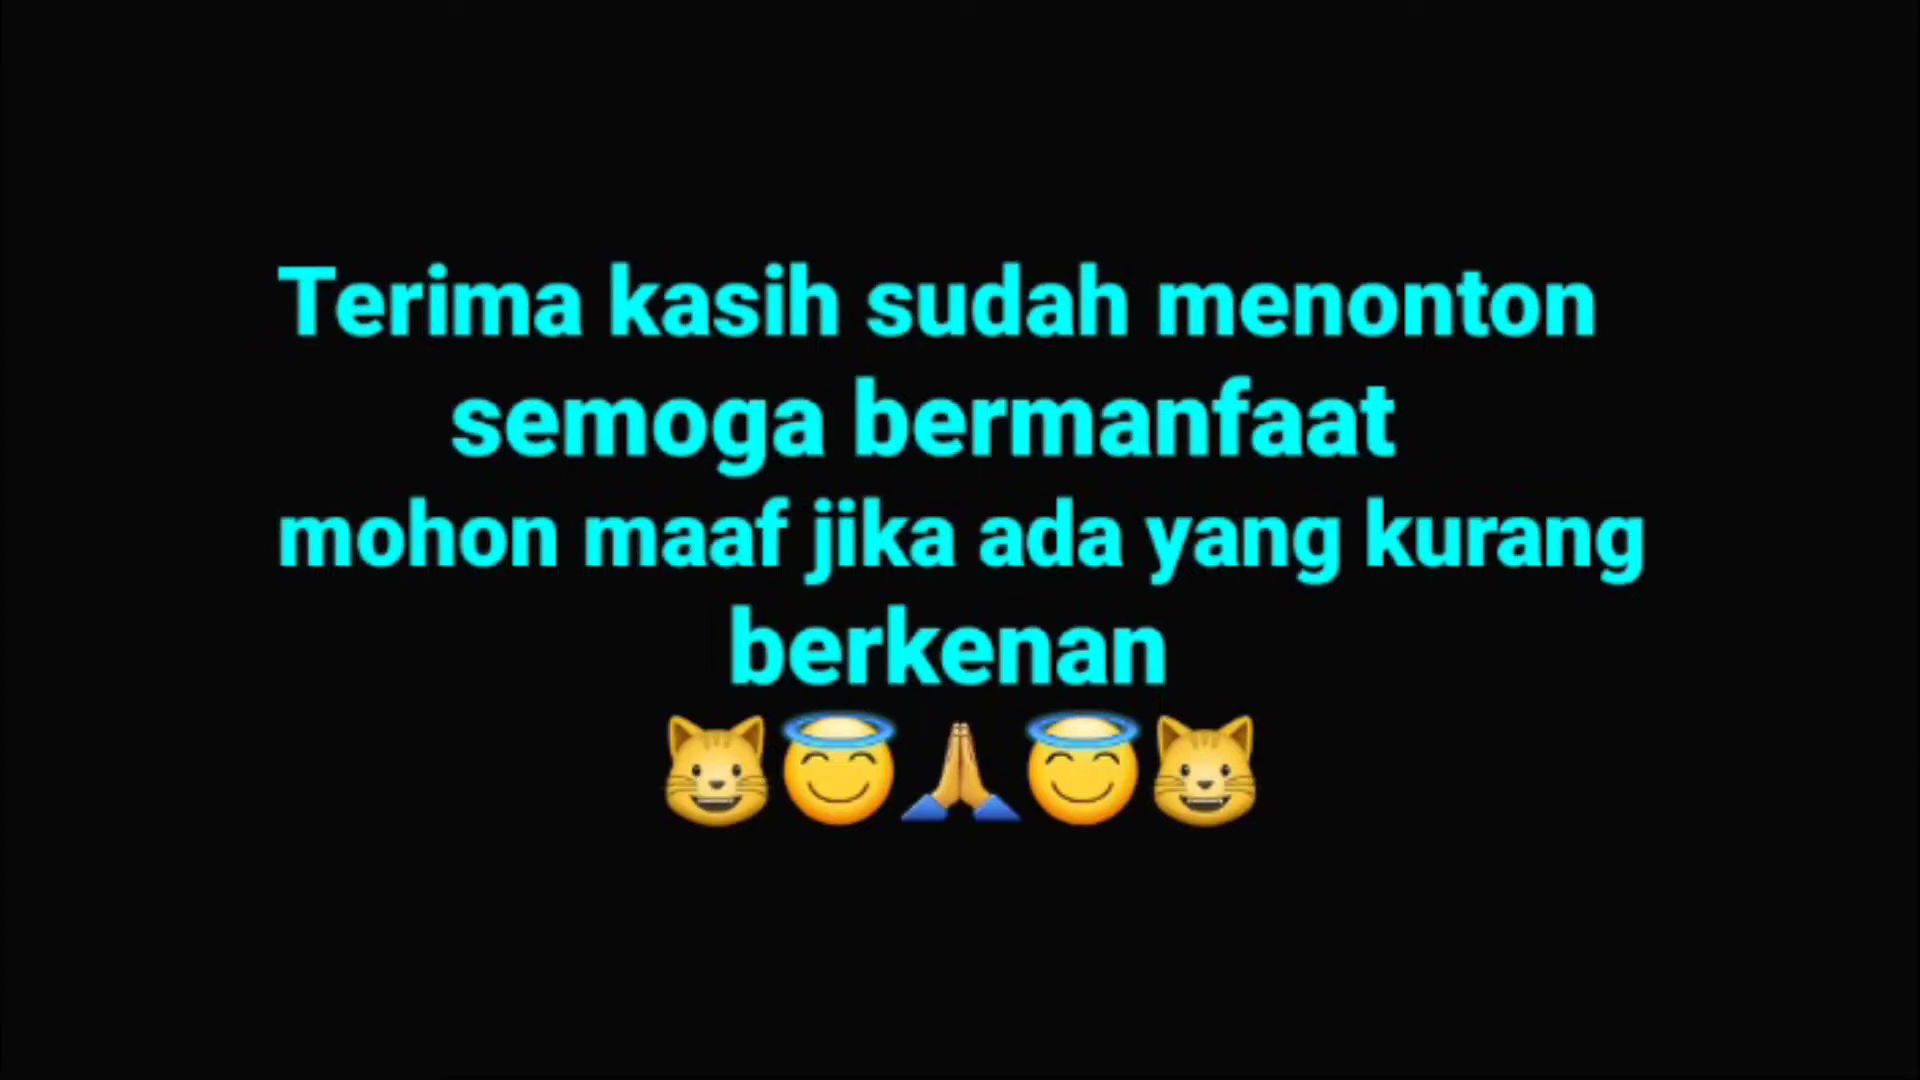 Terima kasih sudah menonton
semoga bermanfaat
mohon maaf jika ada yang kurang
berkenan
😺😇🙏😇😺